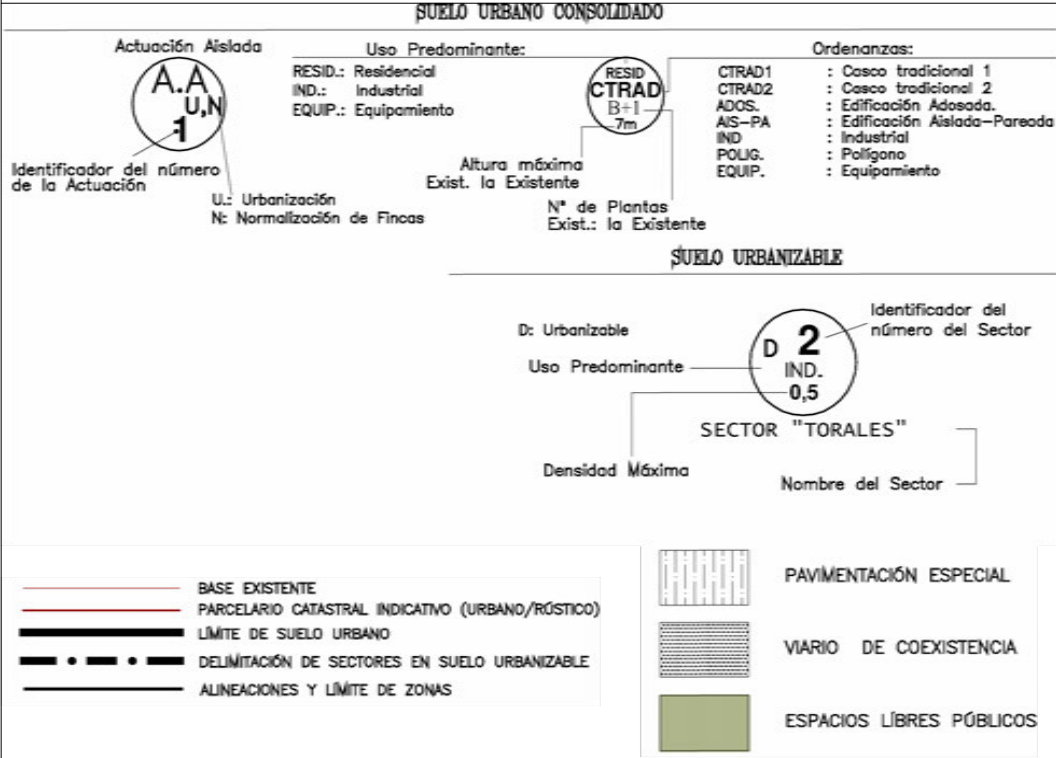 SUELO URBANO CONSOLIDADO
Actuación Aislada
A.A
U,N
1
Identificador del número
de la Actuación
U.: Urbanización
N: Normalización de Fincas
Uso Predominante:
RESID.: Residencial
IND.: Industrial
EQUIP.: Equipamiento
RESID
CTRAD
B+I
7m
Altura máxima
Exist. la Existente
Nº de Plantas
Exist.: la Existente
Ordenanzas:
CTRAD1 : Casco tradicional 1
CTRAD2 : Casco tradicional 2
ADOS. : Edificación Adosada.
AIS-PA : Edificación Aislada-Pareada
IND : Industrial
POLIG. : Polígono
EQUIP. : Equipamiento
SUELO URBANIZABLE
D: Urbanizable
Uso Predominante
Densidad Máxima
D 2
IND.
0,5
Identificador del
número del Sector
SECTOR "TORALES"
Nombre del Sector
BASE EXISTENTE
PARCELARIO CATASTRAL INDICATIVO (URBANO/RÚSTICO)
LÍMITE DE SUELO URBANO
DELIMITACIÓN DE SECTORES EN SUELO URBANIZABLE
ALINEACIONES Y LÍMITE DE ZONAS
PAVIMENTACIÓN ESPECIAL
VIARIO DE COEXISTENCIA
ESPACIOS LÍBRES PÚBLICOS